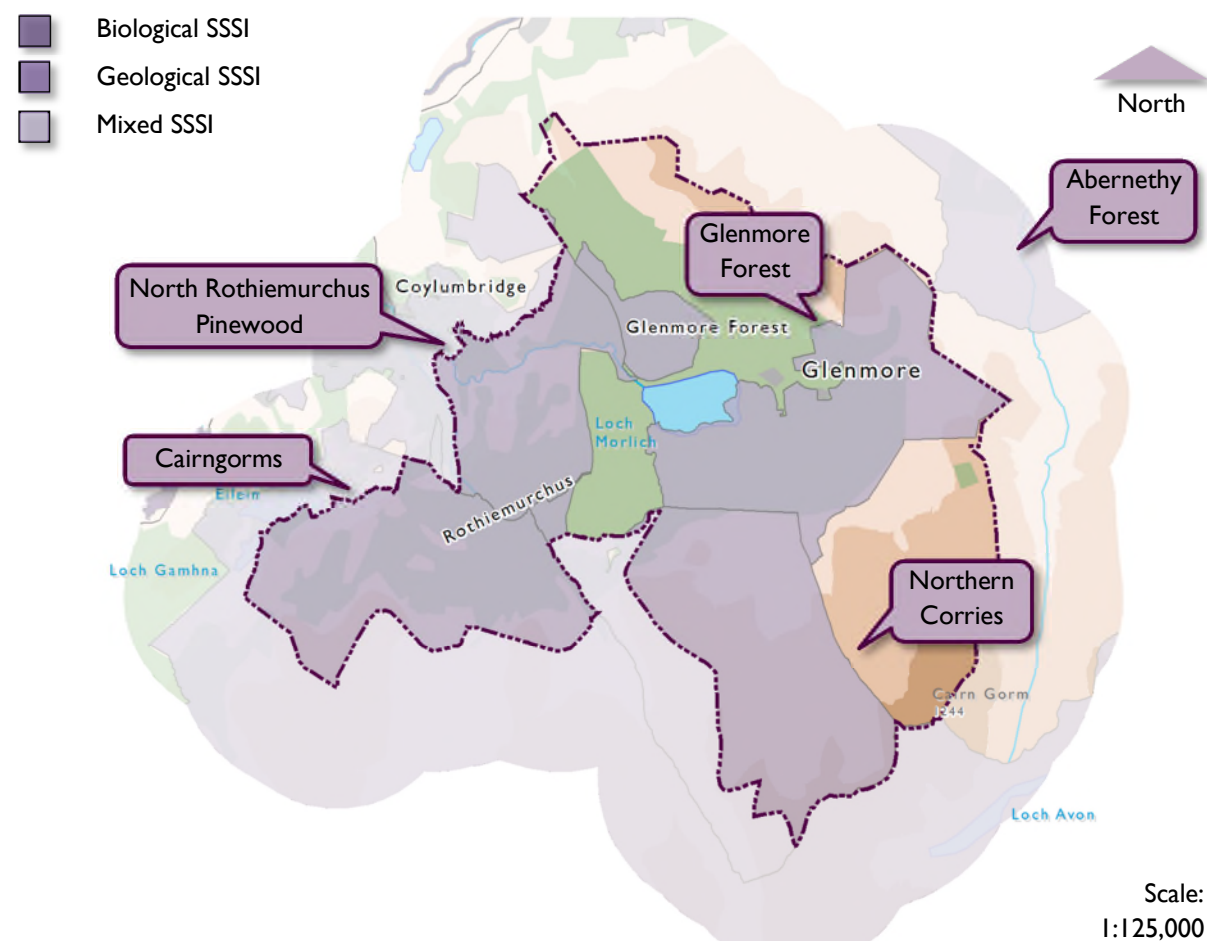 Biological SSSI
Geological SSSI
Mixed SSSI
North
Abernethy
Forest
Glenmore
Forest
North Rothiemurchus
Pinewood
Coylumbridge
Glenmore Forest
Glenmore
Loch
Morlich
Cairngorms
Eilein
Rothiemurchus
Loch Gamhna
Northern
Corries
Cairn Gorm
1244
Loch Avon
Scale:
1:125,000